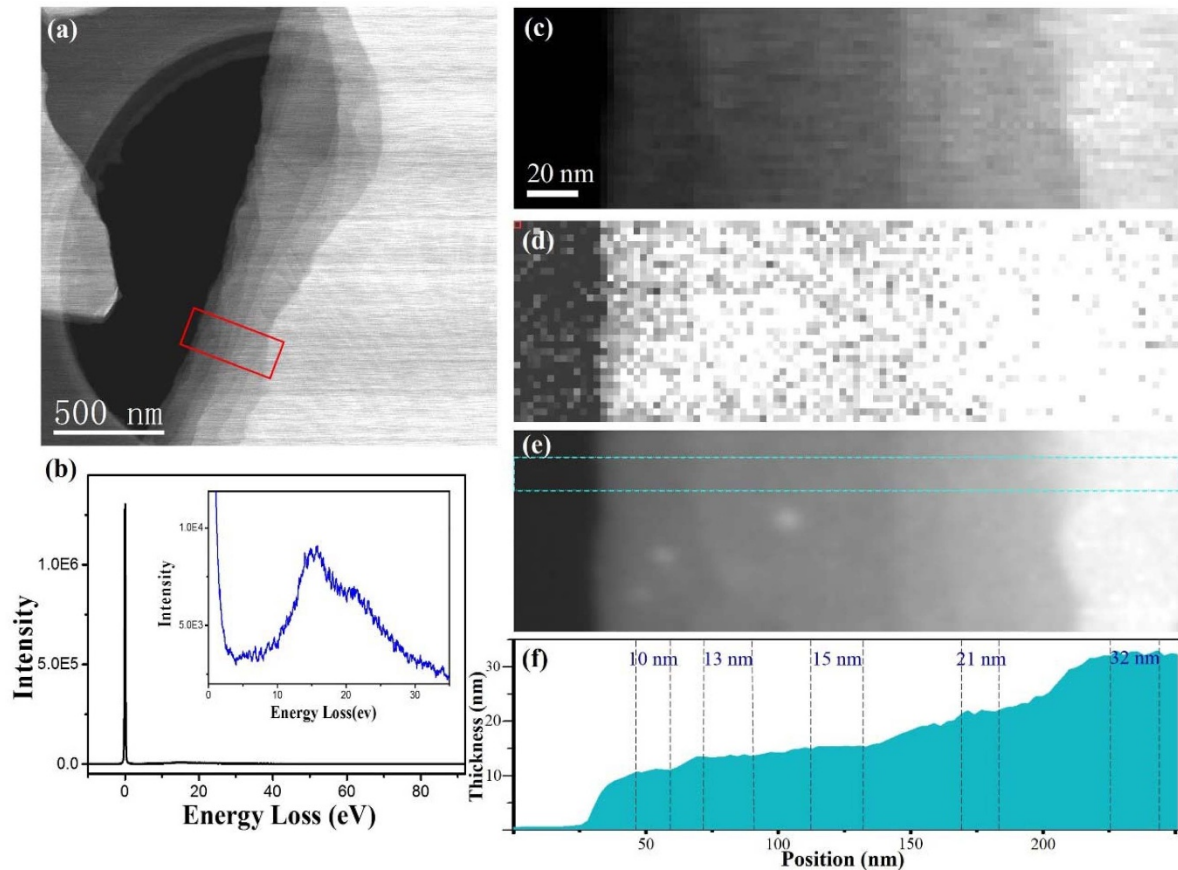 (a)
500 nm
(b)
Intensity
1.0E6
5.0E5
0.0
0
20
40
60
80
Energy Loss (eV)
Intensity
1.0E4
5.0E3
0
10
20
30
Energy Loss(ev)
(c)
20 nm
(d)
(e)
(f)
10 nm
13 nm
15nm
21 nm
32 nm
Thickness (nm)
30
20
10
50
100
150
200
Position (nm)